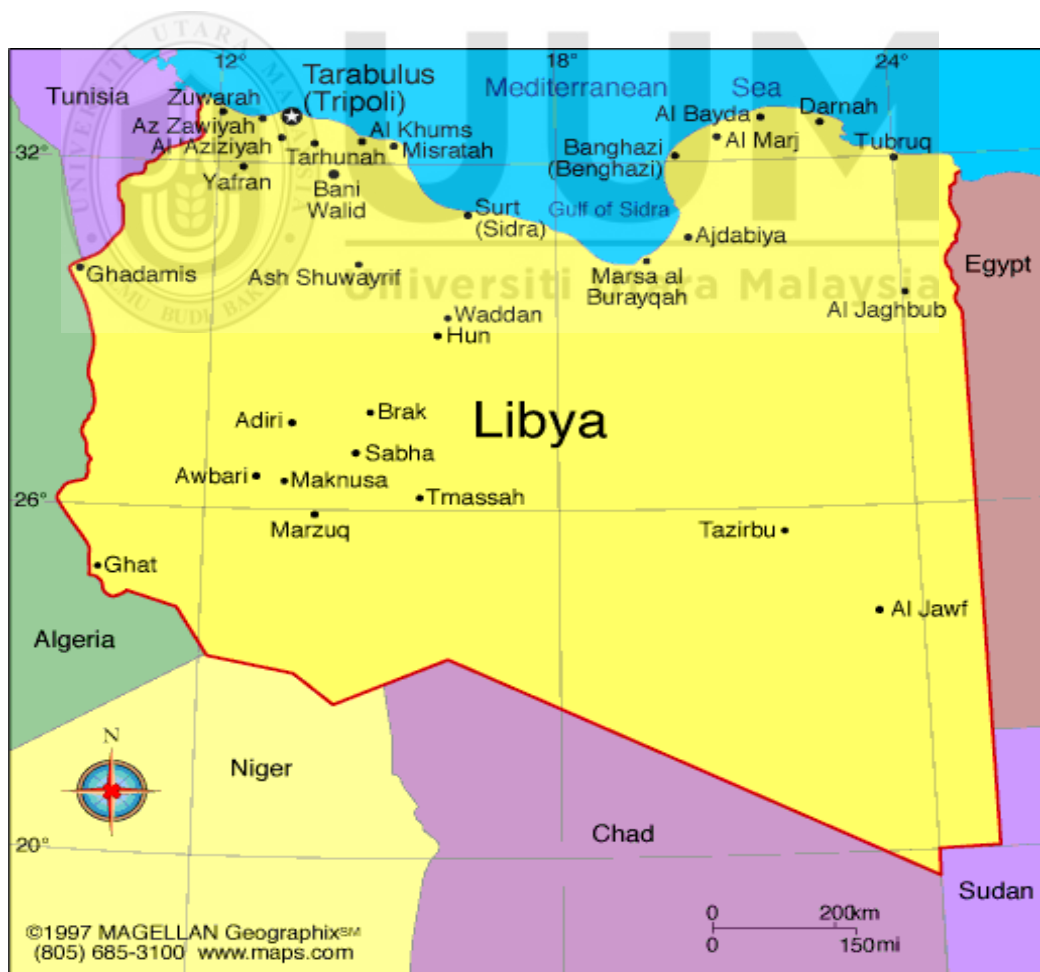 UUM
Universiti Utara Malaysia
UNIVERSITI UTARA MALAYSIA
12°
18°
24°
Tunisia
Zuwarah
Tarabulus
(Tripoli)
Mediterranean Sea
Az Zawiyah
Al 'Aziziyah
Al Khums
Misratah
Tarhunah
Yafran
Bani
Walid
Al Bayda
Darnah
Al Marj
Banghazi
(Benghazi)
Tubruq
32°
Surt
(Sidra)
Gulf of Sidra
Ajdabiya
Ghadamis
Ash Shuwayrif
Marsa al
Burayqah
Egypt
Al Jaghbub
Waddan
Hun
Adiri
Brak
Libya
Sabha
Awbari
Maknusa
Tmassah
26°
Marzuq
Tazirbu
Ghat
Al Jawf
Algeria
N
Niger
Chad
20°
Sudan
0 200km
0 150mi
©1997 MAGELLAN Geographix℠
(805) 685-3100 www.maps.com